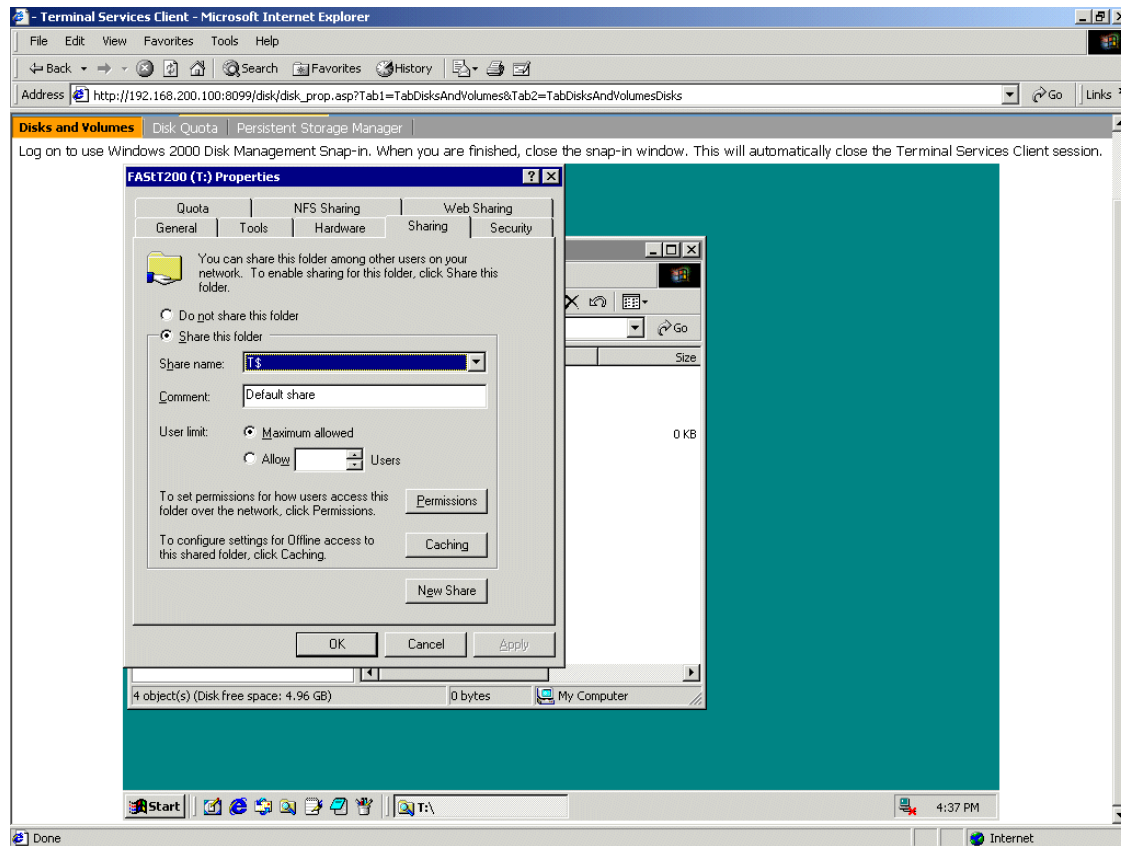 - Terminal Services Client - Microsoft Internet Explorer
File Edit View Favorites Tools Help
Back Search Favorites History
Address http://192.168.200.100:8099/disk/disk_prop.asp?Tab1=TabDisksAndVolumes&Tab2=TabDisksAndVolumesDisks Go Links
Disks and Volumes Disk Quota Persistent Storage Manager
Log on to use Windows 2000 Disk Management Snap-in. When you are finished, close the snap-in window. This will automatically close the Terminal Services Client session.
FAStT200 (T:) Properties
Quota NFS Sharing Web Sharing
General Tools Hardware Sharing Security
You can share this folder among other users on your
network. To enable sharing for this folder, click Share this
folder.
Do not share this folder
Share this folder
Share name: T$
Comment: Default share
User limit: Maximum allowed
Allow Users
To set permissions for how users access this
folder over the network, click Permissions.
Permissions
To configure settings for Offline access to
this shared folder, click Caching.
Caching
New Share
OK Cancel Apply
Go
Size
0 KB
4 object(s) (Disk free space: 4.96 GB) 0 bytes My Computer
Start T:\ 4:37 PM
Done Internet